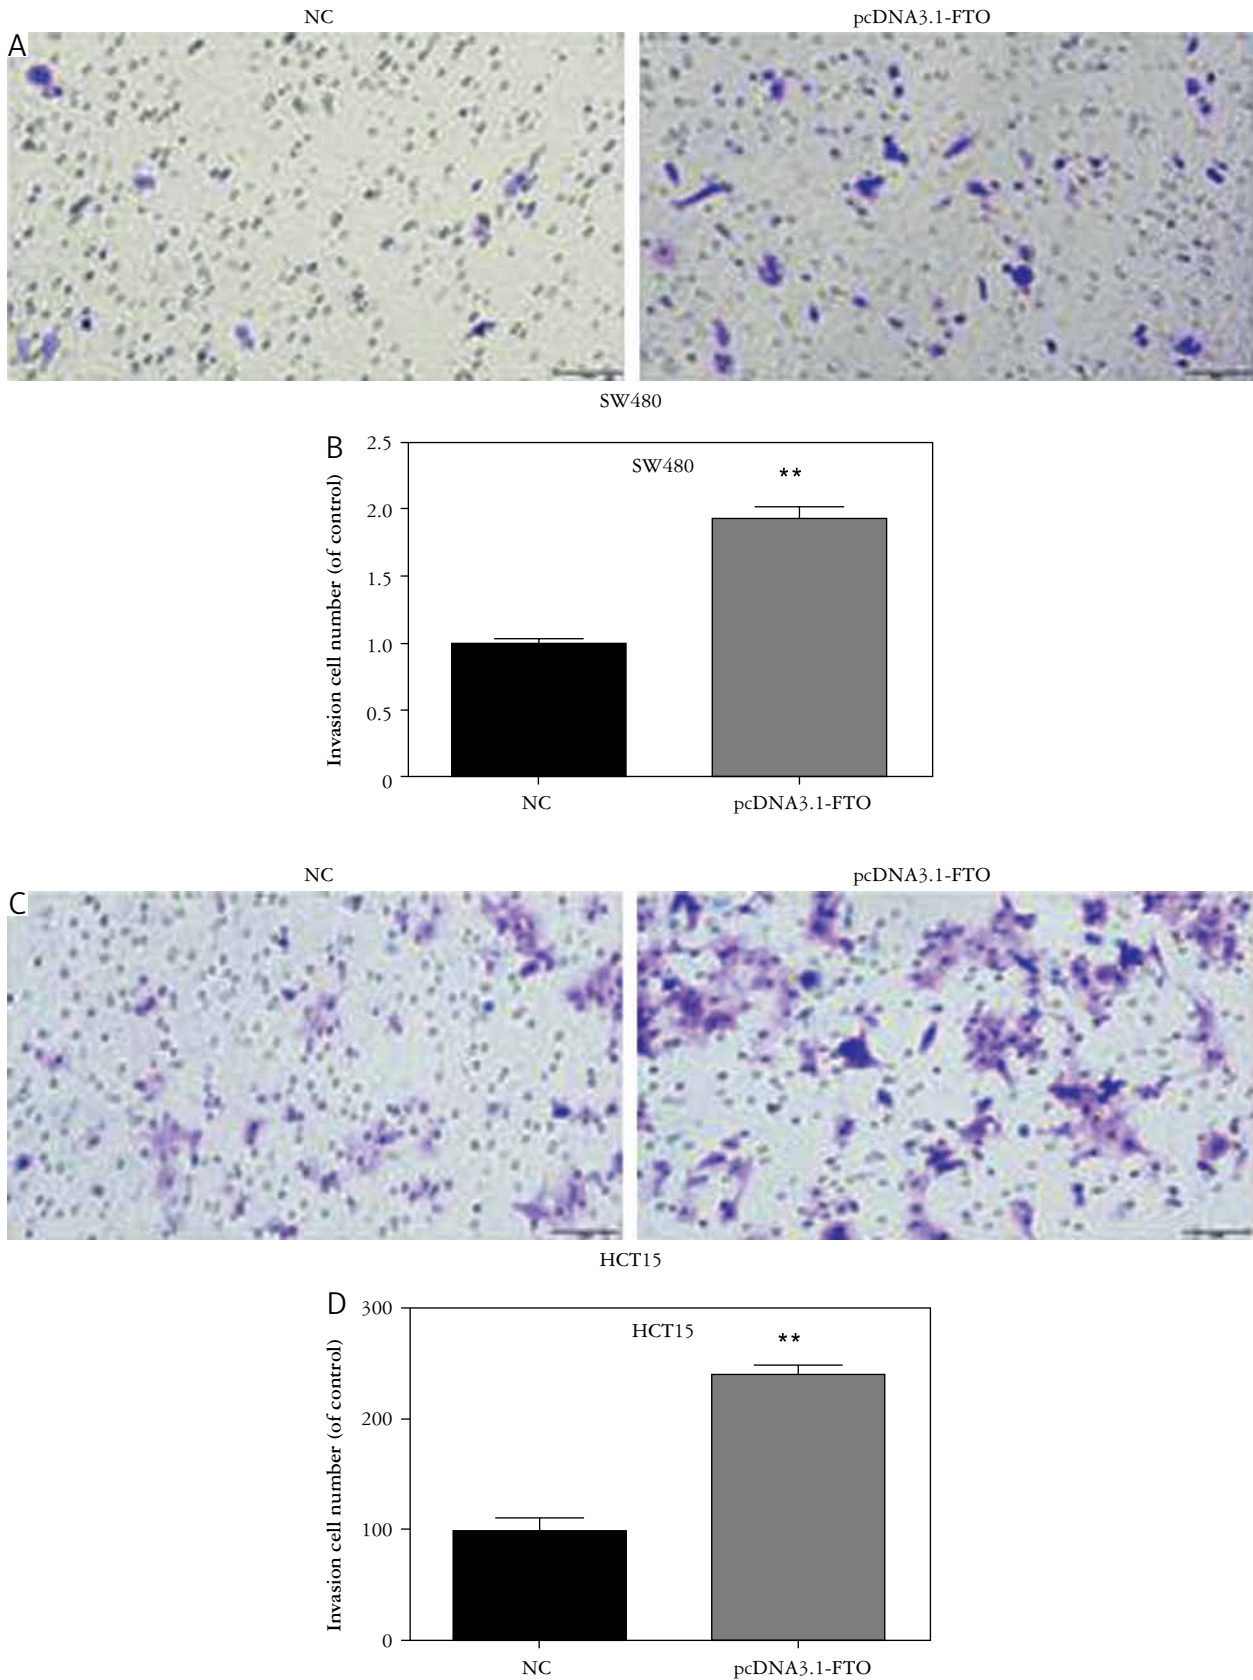 NC pcDNA3.1-FTO
A
SW480
B
2.5
2.0
1.5
1.0
0.5
0
Invasion cell number (of control)
SW480
**
NC pcDNA3.1-FTO
NC pcDNA3.1-FTO
C
HCT15
D
300
200
100
0
Invasion cell number (of control)
HCT15
**
NC pcDNA3.1-FTO